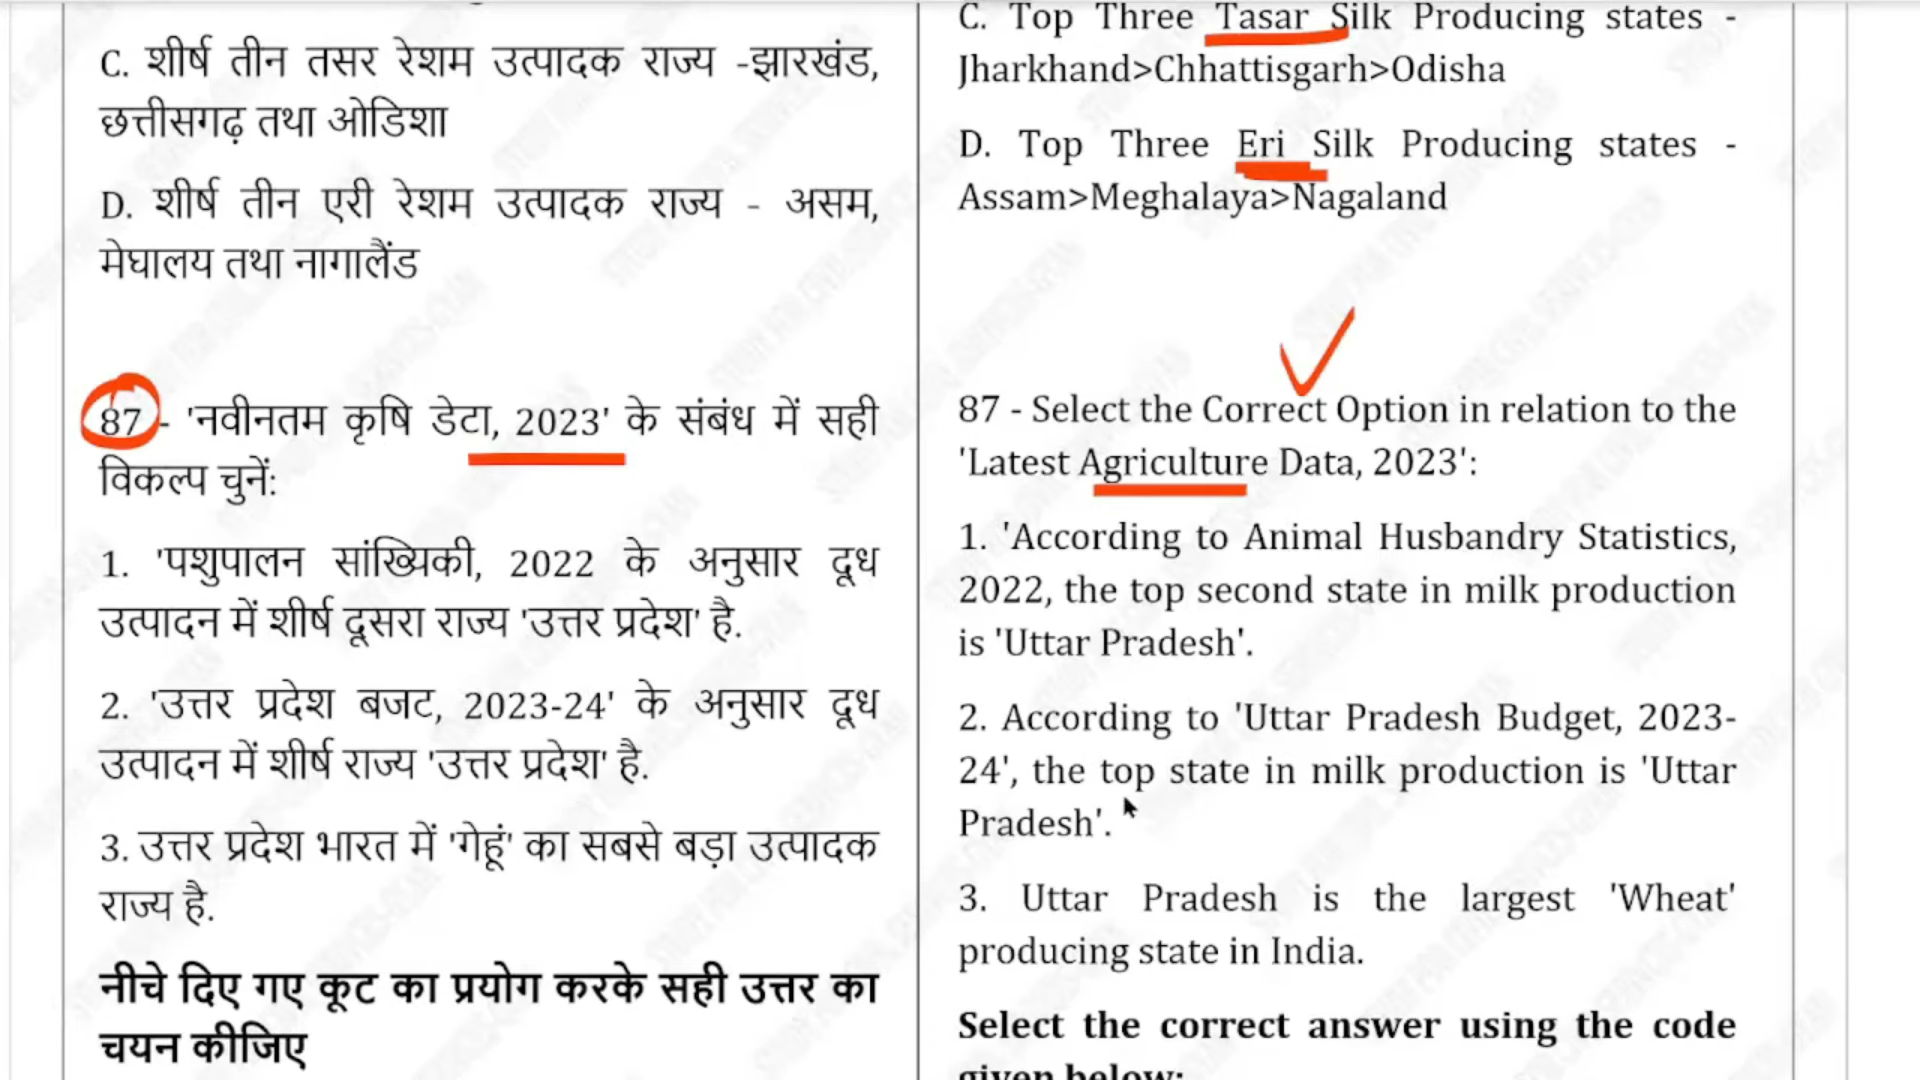 C. शीर्ष तीन तसर रेशम उत्पादक राज्य -झारखंड,
छत्तीसगढ़ तथा ओडिशा
D. शीर्ष तीन एरी रेशम उत्पादक राज्य - असम,
मेघालय तथा नागालैंड
87 - 'नवीनतम कृषि डेटा, 2023' के संबंध में सही
विकल्प चुनें:
1. 'पशुपालन सांख्यिकी, 2022 के अनुसार दूध
उत्पादन में शीर्ष दूसरा राज्य 'उत्तर प्रदेश' है.
2. 'उत्तर प्रदेश बजट, 2023-24' के अनुसार दूध
उत्पादन में शीर्ष राज्य 'उत्तर प्रदेश' है.
3. उत्तर प्रदेश भारत में 'गेहूं' का सबसे बड़ा उत्पादक
राज्य है.
नीचे दिए गए कूट का प्रयोग करके सही उत्तर का
चयन कीजिए
C. Top Three Tasar Silk Producing states -
Jharkhand>Chhattisgarh>Odisha
D. Top Three Eri Silk Producing states -
Assam>Meghalaya>Nagaland
87 - Select the Correct Option in relation to the
'Latest Agriculture Data, 2023':
1. 'According to Animal Husbandry Statistics,
2022, the top second state in milk production
is 'Uttar Pradesh'.
2. According to 'Uttar Pradesh Budget, 2023-
24', the top state in milk production is 'Uttar
Pradesh'.
3. Uttar Pradesh is the largest 'Wheat'
producing state in India.
Select the correct answer using the code
given below: